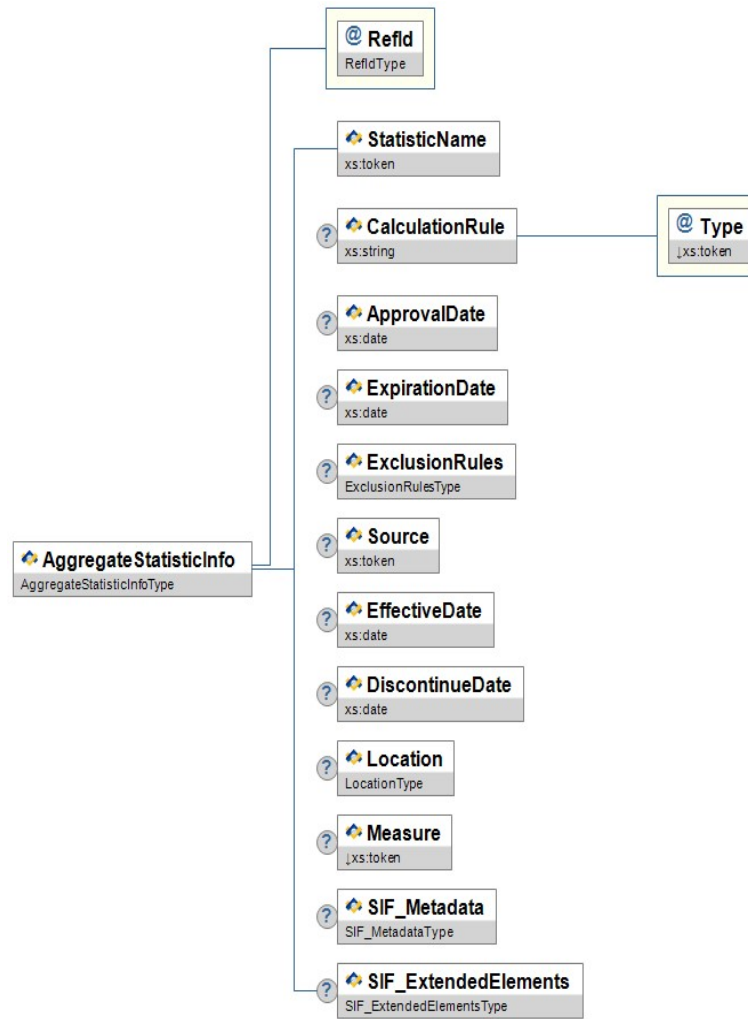 @ RefId
RefIdType
StatisticName
xs:token
? CalculationRule
xs:string
@ Type
↓xs:token
? ApprovalDate
xs:date
? ExpirationDate
xs:date
? ExclusionRules
ExclusionRulesType
? Source
xs:token
AggregateStatisticInfo
AggregateStatisticInfoType
? EffectiveDate
xs:date
? DiscontinueDate
xs:date
? Location
LocationType
? Measure
↓xs:token
? SIF_Metadata
SIF_MetadataType
? SIF_ExtendedElements
SIF_ExtendedElementsType